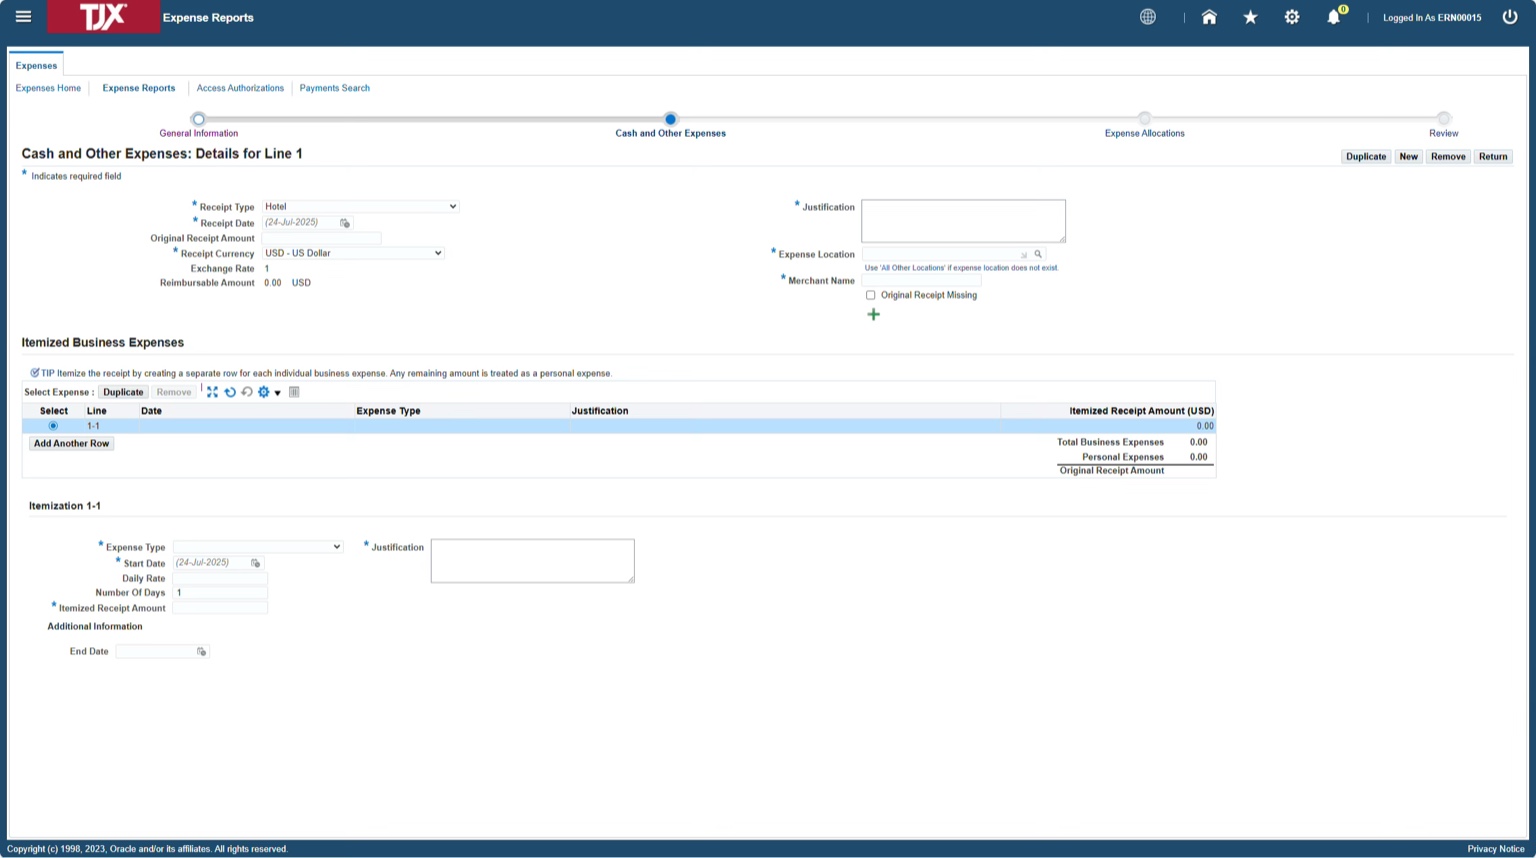 TJX Expense Reports 0 Logged In As ERN00015
Expenses
Expenses Home Expense Reports Access Authorizations Payments Search
General Information Cash and Other Expenses Expense Allocations Review
Cash and Other Expenses: Details for Line 1 Duplicate New Remove Return
* Indicates required field
* Receipt Type Hotel
* Receipt Date (24-Jul-2025)
Original Receipt Amount
* Receipt Currency USD - US Dollar
Exchange Rate 1
Reimbursable Amount 0.00 USD
* Justification
* Expense Location
Use 'All Other Locations' if expense location does not exist.
* Merchant Name
Original Receipt Missing
Itemized Business Expenses
TIP Itemize the receipt by creating a separate row for each individual business expense. Any remaining amount is treated as a personal expense.
Select Expense : Duplicate Remove
Select Line Date Expense Type Justification Itemized Receipt Amount (USD)
1-1 0.00
Add Another Row
Total Business Expenses 0.00
Personal Expenses 0.00
Original Receipt Amount
Itemization 1-1
* Expense Type
* Start Date (24-Jul-2025)
Daily Rate
Number Of Days 1
* Itemized Receipt Amount
* Justification
Additional Information
End Date
Copyright (c) 1998, 2023, Oracle and/or its affiliates. All rights reserved. Privacy Notice